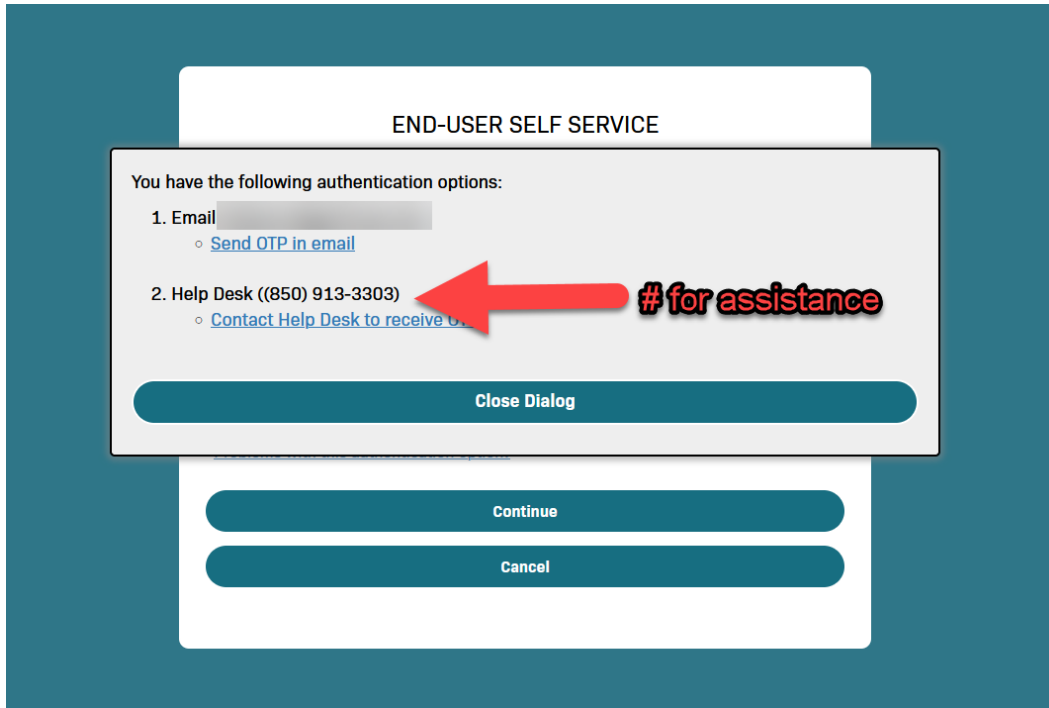 END-USER SELF SERVICE
You have the following authentication options:
1. Email
Send OTP in email
2. Help Desk ((850) 913-3303)
# for assistance
Contact Help Desk to receive
Close Dialog
Continue
Cancel